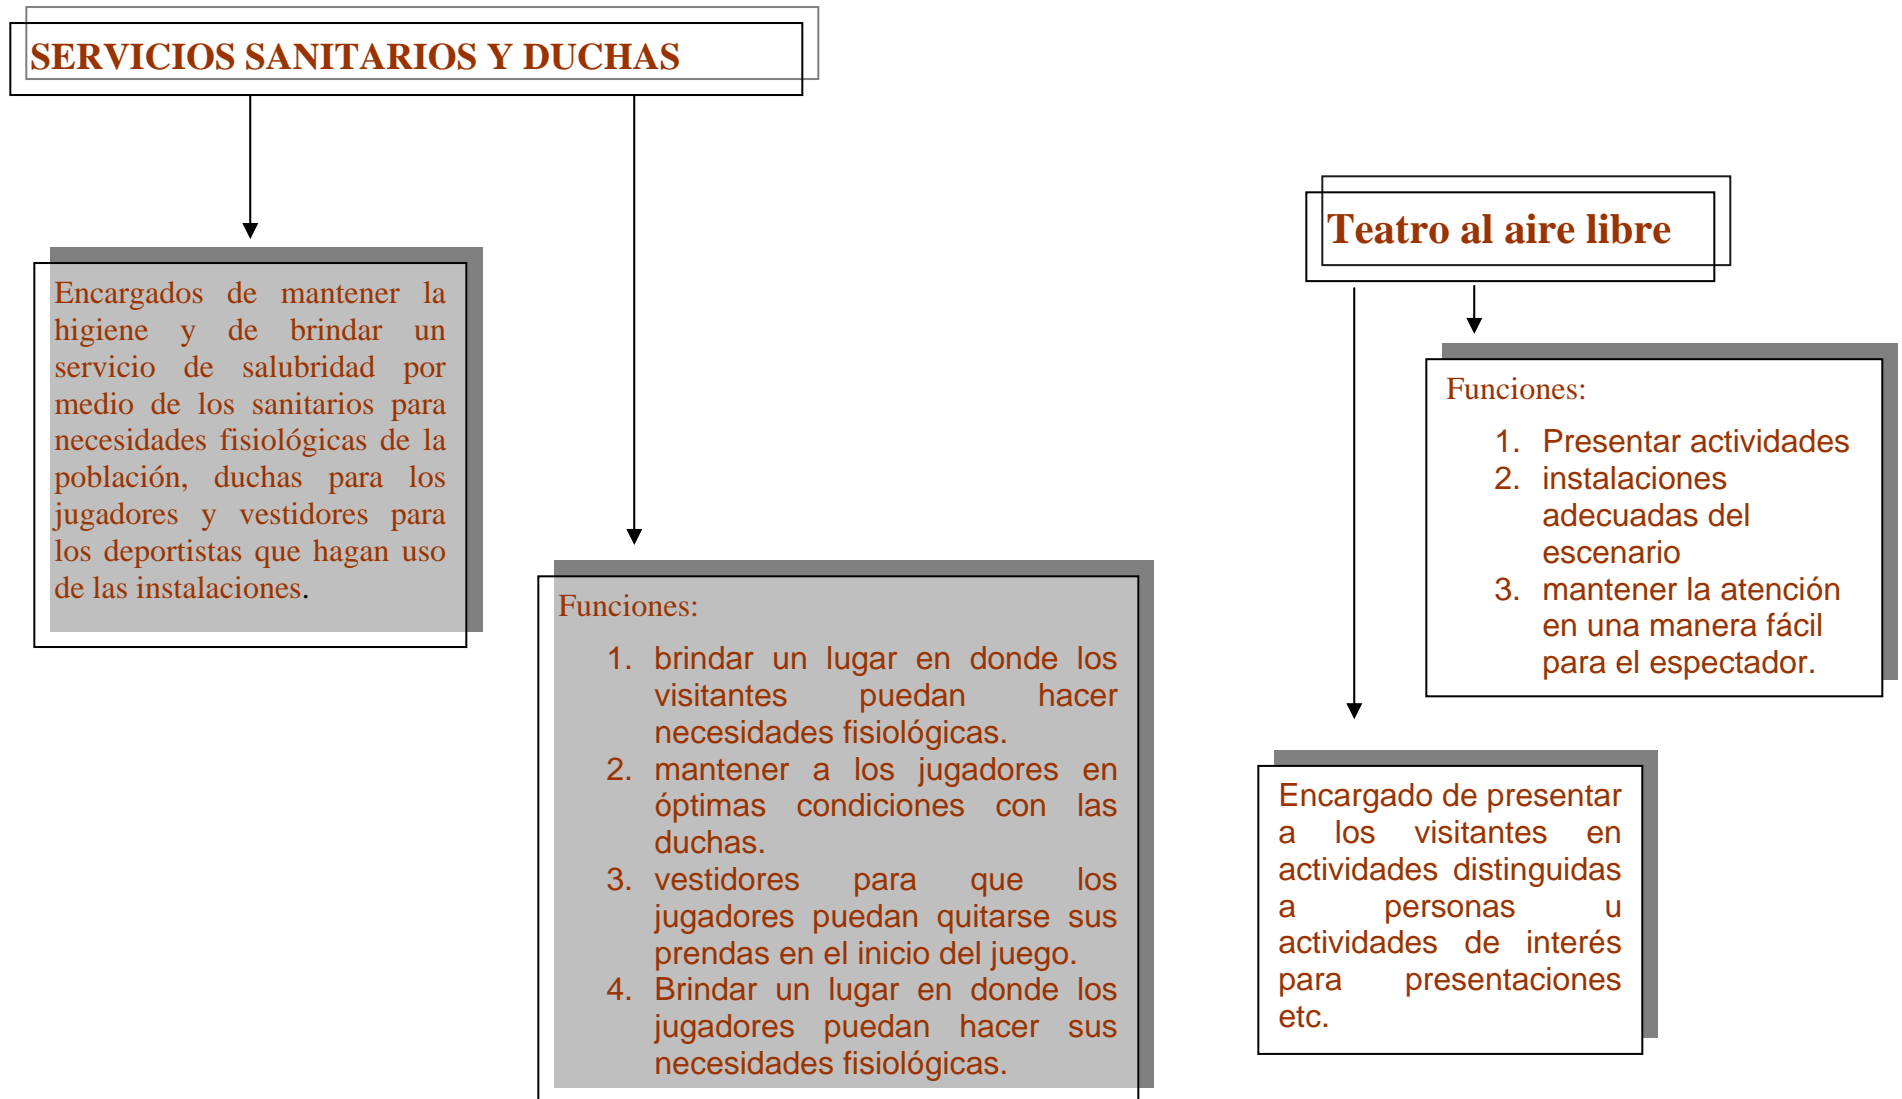 SERVICIOS SANITARIOS Y DUCHAS
Encargados de mantener la
higiene y de brindar un
servicio de salubridad por
medio de los sanitarios para
necesidades fisiológicas de la
población, duchas para los
jugadores y vestidores para
los deportistas que hagan uso
de las instalaciones.
Funciones:
1. brindar un lugar en donde los
visitantes puedan hacer
necesidades fisiológicas.
2. mantener a los jugadores en
óptimas condiciones con las
duchas.
3. vestidores para que los
jugadores puedan quitarse sus
prendas en el inicio del juego.
4. Brindar un lugar en donde los
jugadores puedan hacer sus
necesidades fisiológicas.
Teatro al aire libre
Funciones:
1. Presentar actividades
2. instalaciones
adecuadas del
escenario
3. mantener la atención
en una manera fácil
para el espectador.
Encargado de presentar
a los visitantes en
actividades distinguidas
a personas u
actividades de interés
para presentaciones
etc.